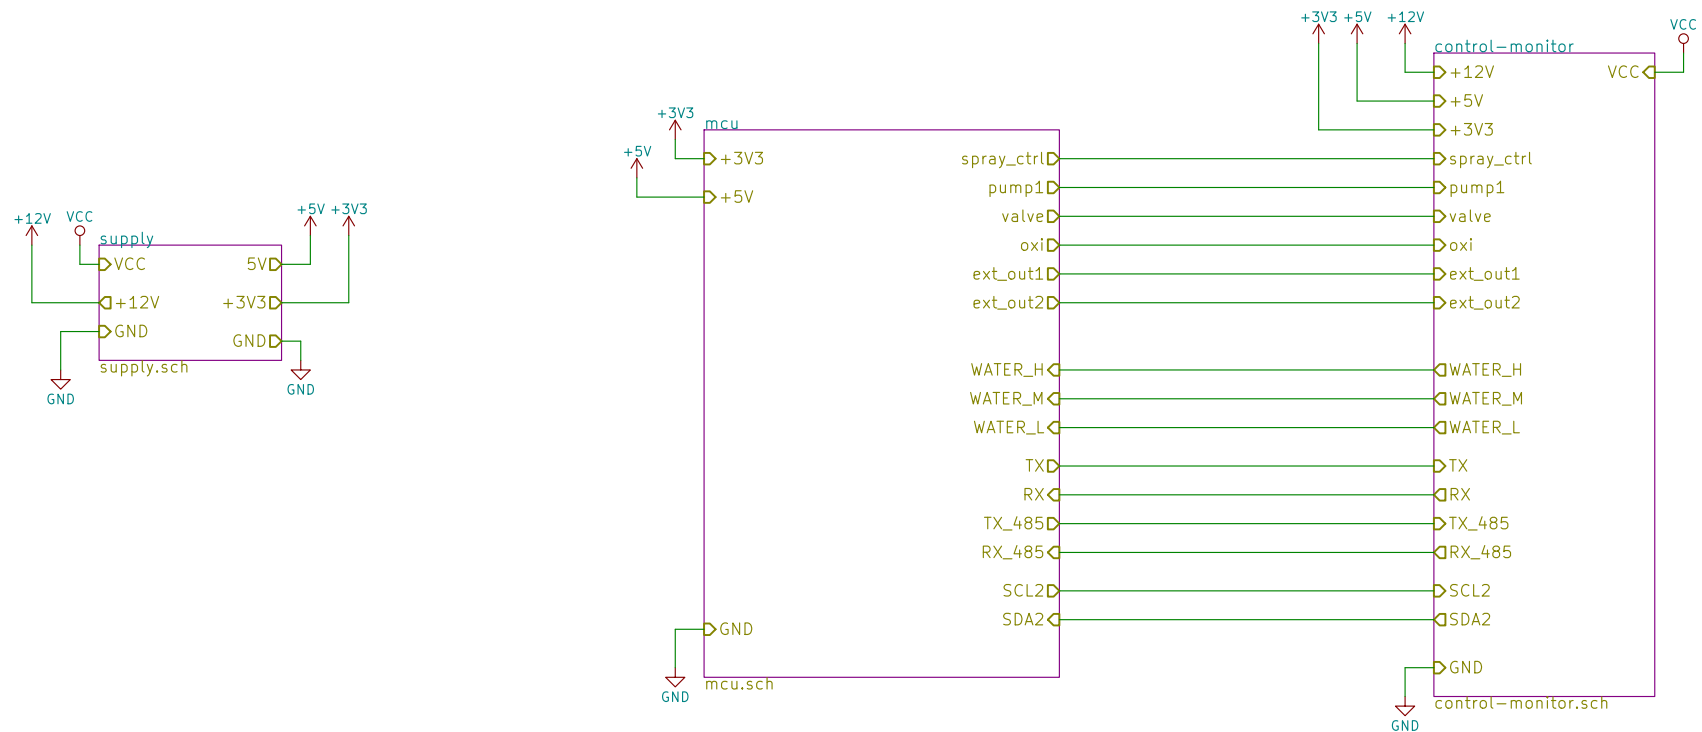 +12V
VCC
supply
VCC
+12V
GND
5V
+3V3
GND
+5V
+3V3
supply.sch
GND
GND
+3V3
+5V
mcu
+3V3
+5V
GND
spray_ctrl
pump1
valve
oxi
ext_out1
ext_out2
WATER_H
WATER_M
WATER_L
TX
RX
TX_485
RX_485
SCL2
SDA2
mcu.sch
GND
+3V3
+5V
+12V
VCC
control-monitor
+12V
VCC
+5V
+3V3
spray_ctrl
pump1
valve
oxi
ext_out1
ext_out2
WATER_H
WATER_M
WATER_L
TX
RX
TX_485
RX_485
SCL2
SDA2
GND
control-monitor.sch
GND